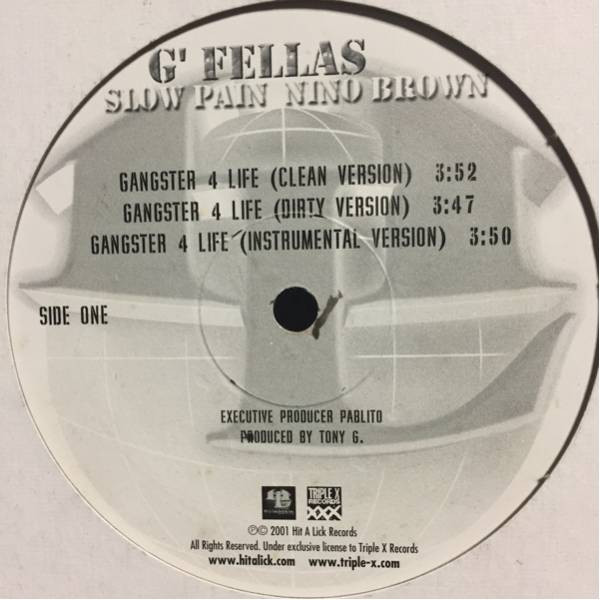 G' FELLAS
SLOW PAIN NINO BROWN
GANGSTER 4 LIFE (CLEAN VERSION) 3:52
GANGSTER 4 LIFE (DIRTY VERSION) 3:47
GANGSTER 4 LIFE (INSTRUMENTAL VERSION) 3:50
SIDE ONE
EXECUTIVE PRODUCER PABLITO
PRODUCED BY TONY G.
TRIPLE X
RECORDS
XXX
℗© 2001 Hit A Lick Records
All Rights Reserved. Under exclusive license to Triple X Records
www.hitalick.com www.triple-x.com